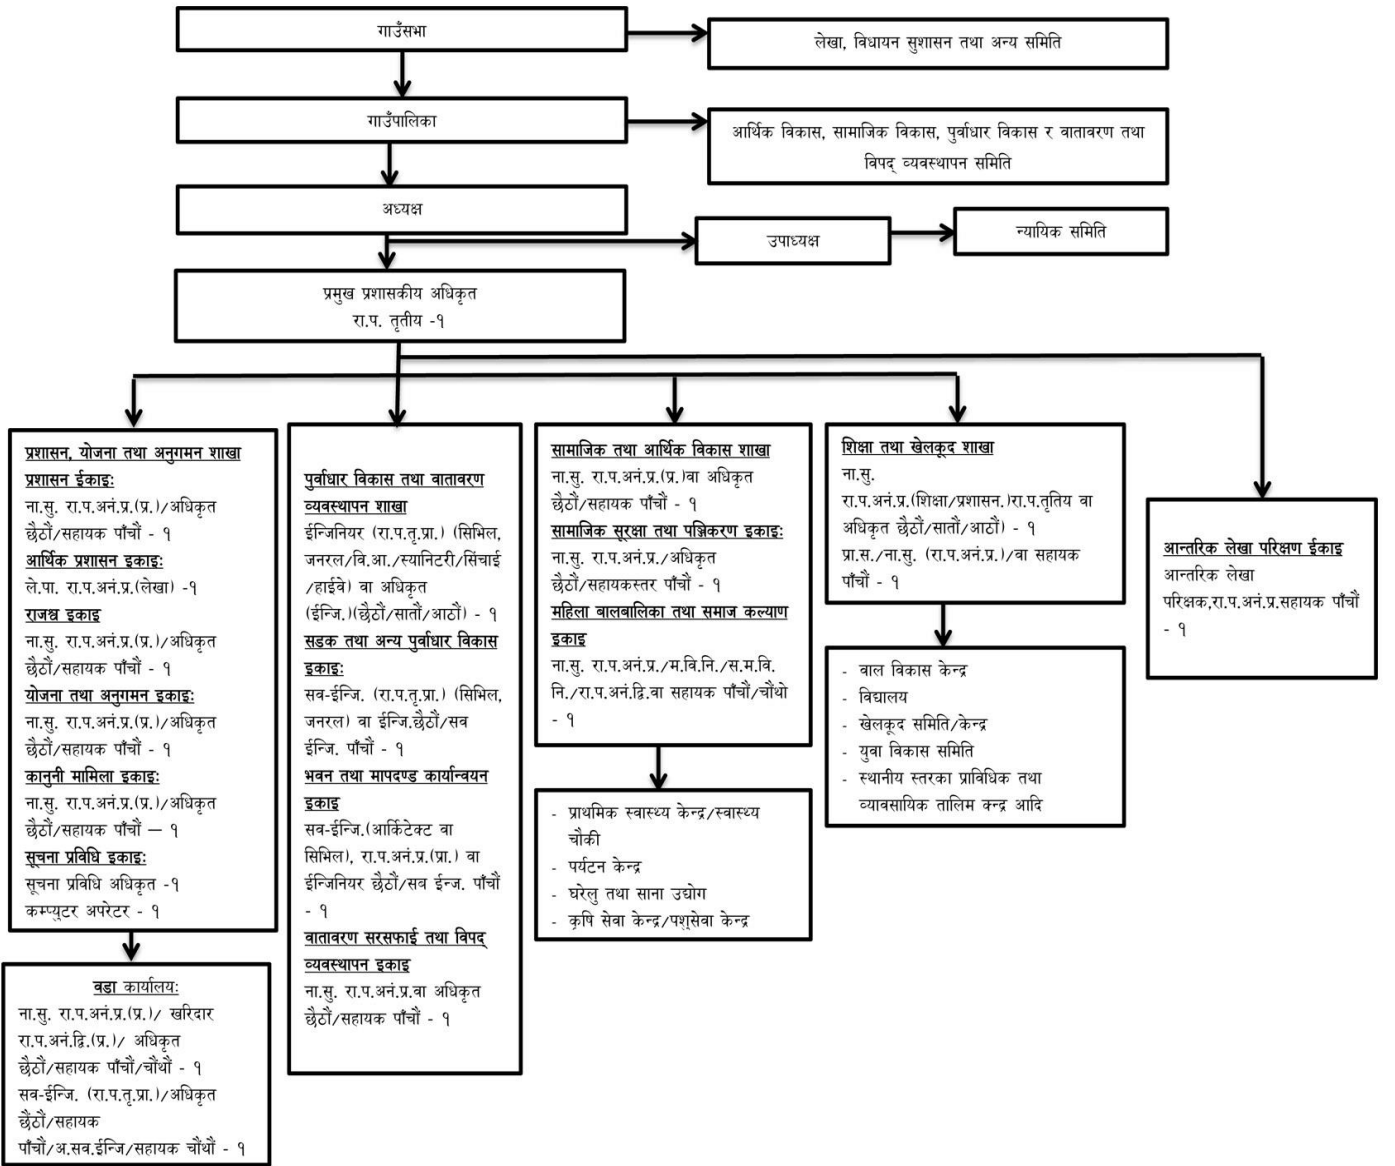 गाउँसभा
लेखा, विधायन सुशासन तथा अन्य समिति
गाउँपालिका
आर्थिक विकास, सामाजिक विकास, पुर्वाधार विकास र वातावरण तथा
विपद् व्यवस्थापन समिति
अध्यक्ष
उपाध्यक्ष
न्यायिक समिति
प्रमुख प्रशासकीय अधिकृत
रा.प. तृतीय -१
प्रशासन, योजना तथा अनुगमन शाखा
प्रशासन ईकाइः
ना.सु. रा.प.अनं.प्र.(प्र.)/अधिकृत
छैठौं/सहायक पाँचौं - १
आर्थिक प्रशासन इकाइः
ले.पा. रा.प.अनं.प्र.(लेखा) -१
राजश्व इकाइ
ना.सु. रा.प.अनं.प्र.(प्र.)/अधिकृत
छैठौं/सहायक पाँचौं - १
योजना तथा अनुगमन इकाइः
ना.सु. रा.प.अनं.प्र.(प्र.)/अधिकृत
छैठौं/सहायक पाँचौं - १
कानुनी मामिला इकाइः
ना.सु. रा.प.अनं.प्र.(प्र.)/अधिकृत
छैठौं/सहायक पाँचौं – १
सूचना प्रविधि इकाइः
सूचना प्रविधि अधिकृत -१
कम्प्युटर अपरेटर - १
वडा कार्यालयः
ना.सु. रा.प.अनं.प्र.(प्र.)/ खरिदार
रा.प.अनं.द्वि.(प्र.)/ अधिकृत
छैठौं/सहायक पाँचौं/चौंथौं - १
सव-ईन्जि. (रा.प.तृ.प्रा.)/अधिकृत
छैंठौं/सहायक
पाँचौं/अ.सव.ईन्जि/सहायक चौंथौं - १
पुर्वाधार विकास तथा वातावरण
व्यवस्थापन शाखा
ईन्जिनियर (रा.प.तृ.प्रा.) (सिभिल,
जनरल/वि.आ./स्यानिटरी/सिंचाई
/हाईवे) वा अधिकृत
(ईन्जि.)(छैठौं/सातौं/आठौं) - १
सडक तथा अन्य पुर्वाधार विकास
इकाइः
सव-ईन्जि. (रा.प.तृ.प्रा.) (सिभिल,
जनरल) वा ईन्जि.छैठौं/सव
ईन्जि. पाँचौं - १
भवन तथा मापदण्ड कार्यान्वयन
इकाइ
सव-ईन्जि.(आर्किटेक्ट वा
सिभिल), रा.प.अनं.प्र.(प्रा.) वा
ईन्जिनियर छैठौं/सव ईन्ज. पाँचौं
- १
वातावरण सरसफाई तथा विपद्
व्यवस्थापन इकाइ
ना.सु. रा.प.अनं.प्र.वा अधिकृत
छैठौं/सहायक पाँचौं - १
सामाजिक तथा आर्थिक विकास शाखा
ना.सु. रा.प.अनं.प्र.(प्र.)वा अधिकृत
छैठौं/सहायक पाँचौं - १
सामाजिक सूरक्षा तथा पञ्जिकरण इकाइः
ना.सु. रा.प.अनं.प्र./अधिकृत
छैठौं/सहायकस्तर पाँचौं - १
महिला बालबालिका तथा समाज कल्याण
इकाइ
ना.सु. रा.प.अनं.प्र./म.वि.नि./स.म.वि.
नि./रा.प.अनं.द्वि.वा सहायक पाँचौं/चौंथो
- १
- प्राथमिक स्वास्थ्य केन्द्र/स्वास्थ्य
चौकी
- पर्यटन केन्द्र
- घरेलु तथा साना उद्योग
- कृषि सेवा केन्द्र/पशुसेवा केन्द्र
शिक्षा तथा खेलकूद शाखा
ना.सु.
रा.प.अनं.प्र.(शिक्षा/प्रशासन.)रा.प.तृतिय वा
अधिकृत छैठौं/सातौं/आठौं) - १
प्रा.स./ना.सु. (रा.प.अनं.प्र.)/वा सहायक
पाँचौं - १
- वाल विकास केन्द्र
- विद्यालय
- खेलकूद समिति/केन्द्र
- युवा विकास समिति
- स्थानीय स्तरका प्राविधिक तथा
व्यावसायिक तालिम क्न्द्र आदि
आन्तरिक लेखा परिक्षण ईकाइ
आन्तरिक लेखा
परिक्षक,रा.प.अनं.प्र.सहायक पाँचौं
- १